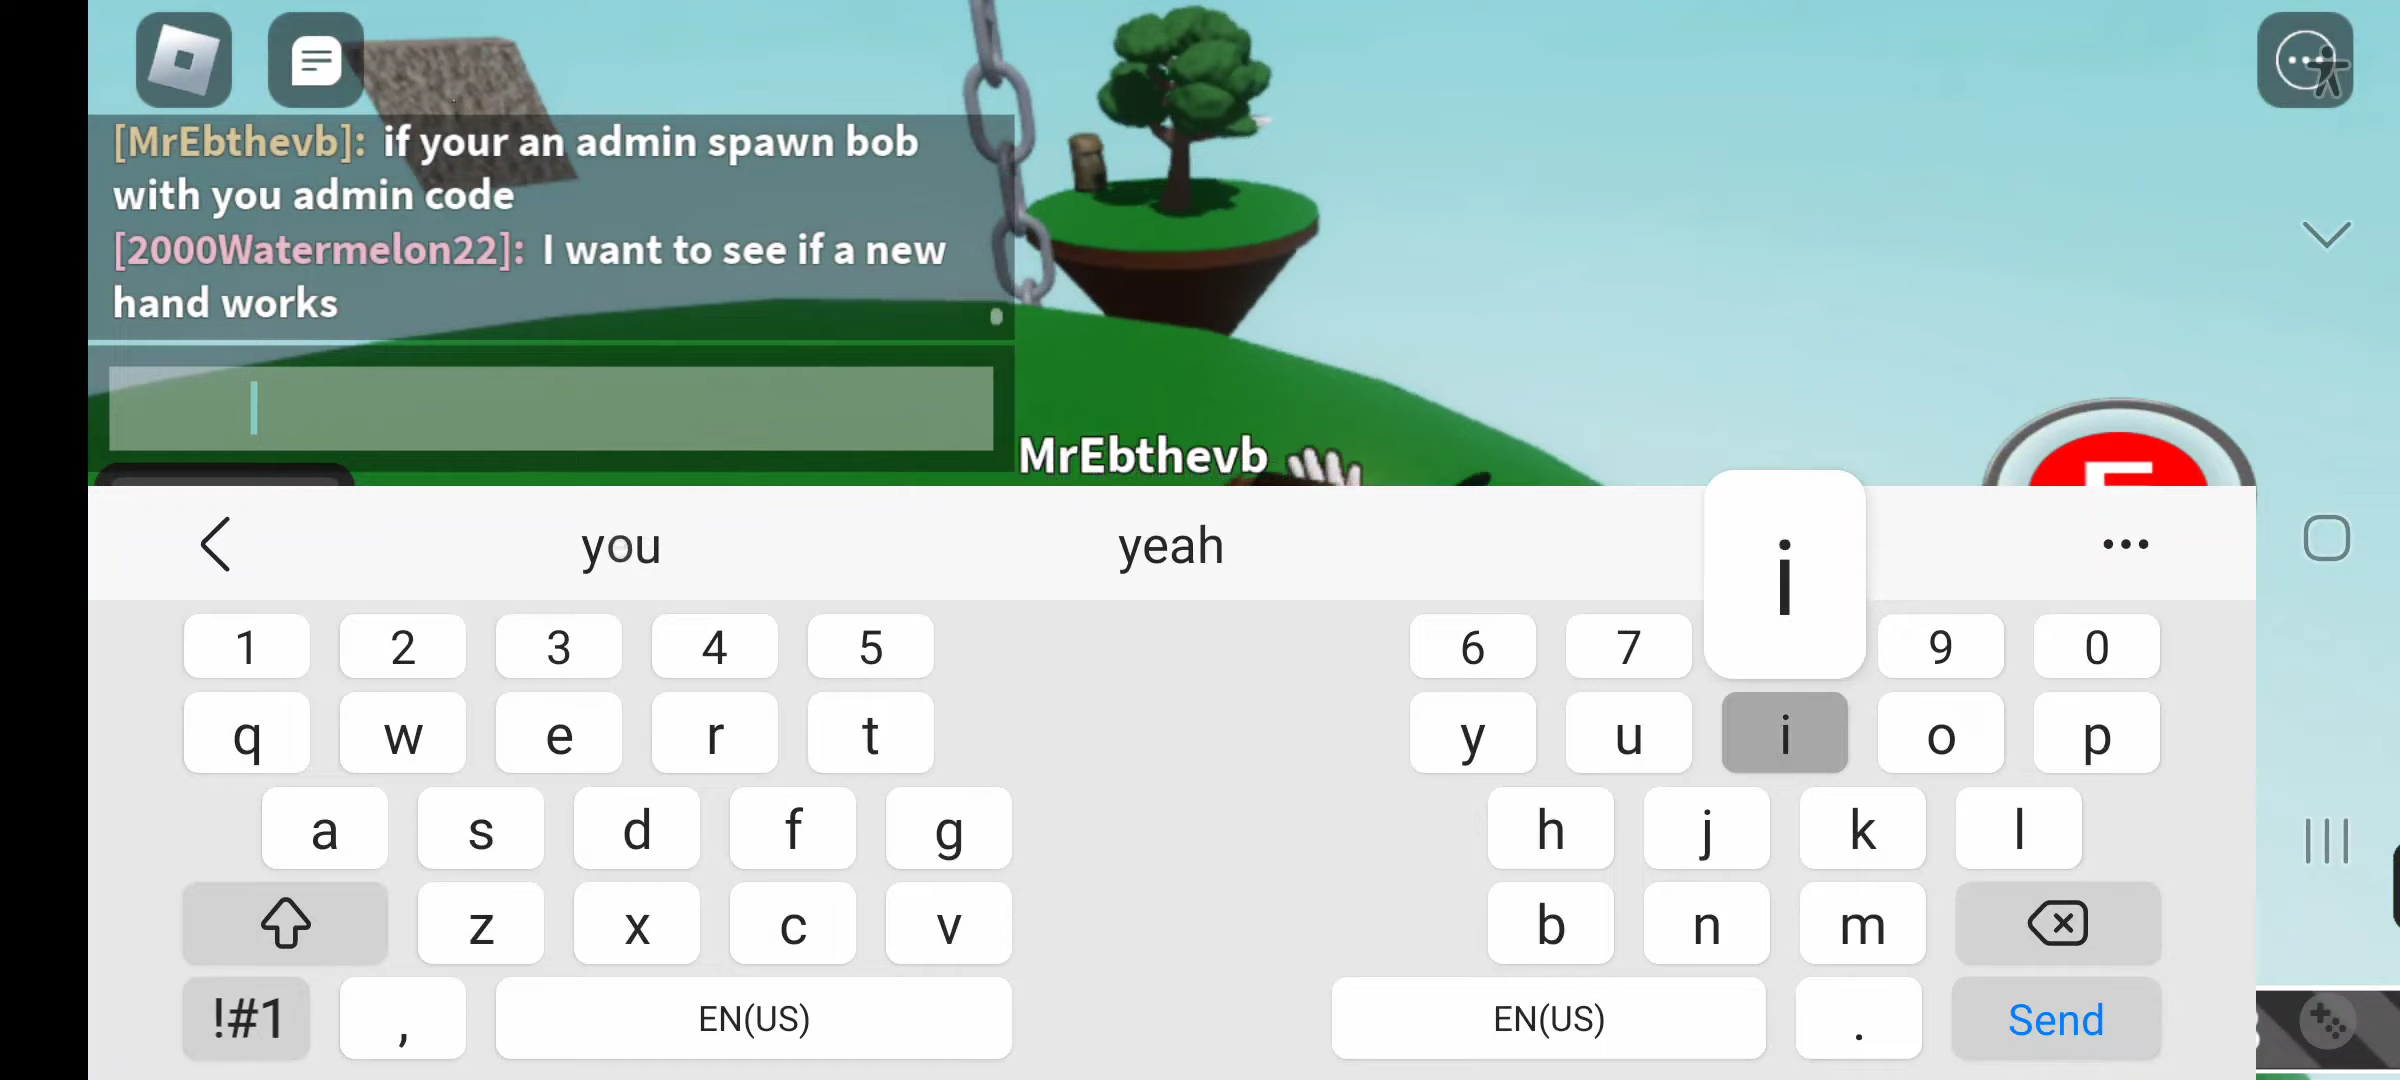 [MrEbthevb]: if your an admin spawn bob
with you admin code
[2000Watermelon22]: I want to see if a new
hand works
MrEbthevb
you yeah i
1 2 3 4 5 6 7 9 0
q w e r t y u i o p
a s d f g h j k l
z x c v b n m
!#1 , EN(US) EN(US) . Send